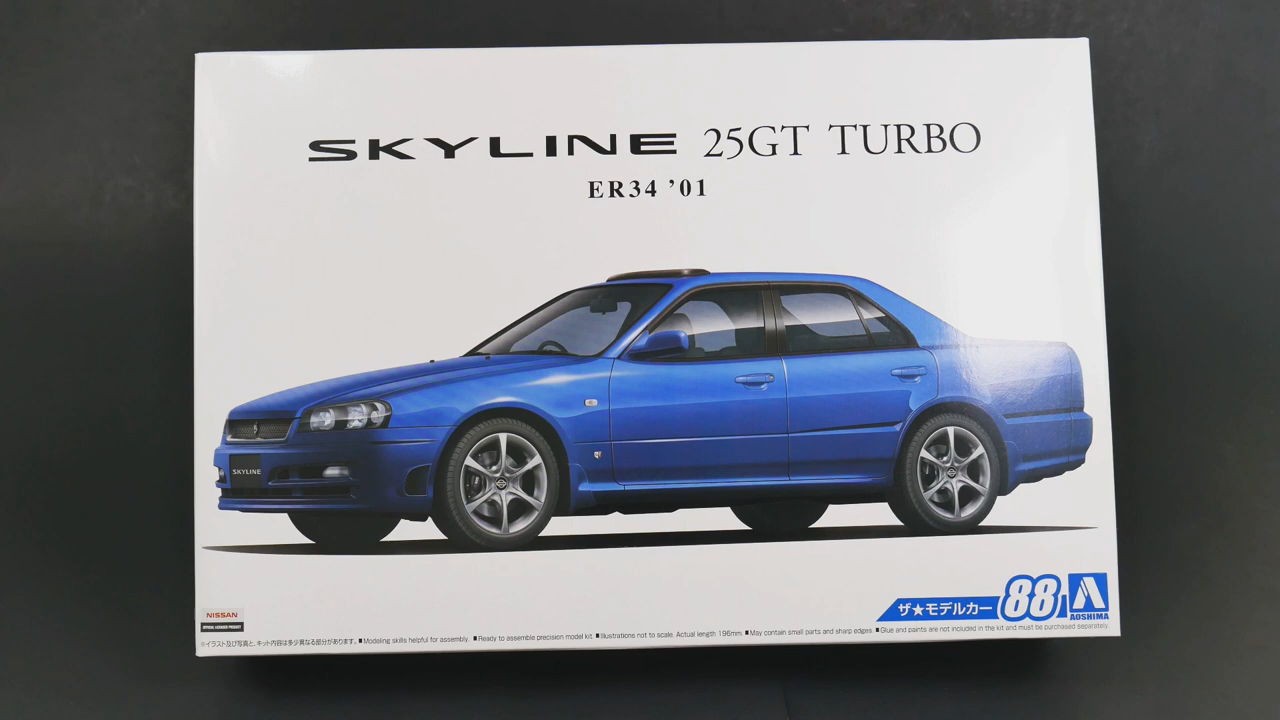 SKYLINE 25GT TURBO
ER34 '01
SKYLINE
NISSAN
OFFICIAL LICENSED PRODUCT
ザ★モデルカー 88
AOSHIMA
※イラスト及び写真と、キット内容は多少異なる部分があります。 ■Modeling skills helpful for assembly. ■Ready to assemble precision model kit. ■Illustrations not to scale. Actual length 196mm ■May contain small parts and sharp edges ■Glue and paints are not included in the kit and must be purchased separately.